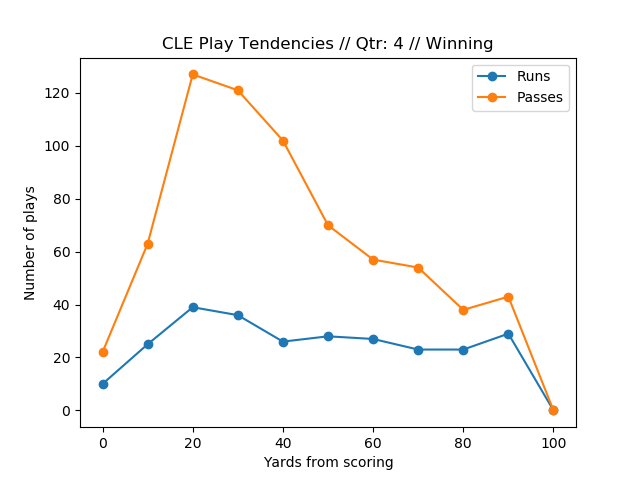 CLE Play Tendencies // Qtr: 4 // Winning
Runs
Passes
Number of plays
120
100
80
60
40
20
0
0 20 40 60 80 100
Yards from scoring